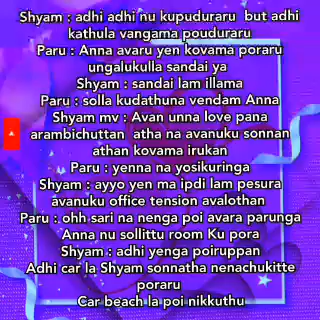 Shyam : adhi adhi nu kupuduraru  but adhi
kathula vangama pouduraru
Paru : Anna avaru yen kovama poraru
ungalukulla sandai ya
Shyam : sandai lam illama
Paru : solla kudathuna vendam Anna
Shyam mv : Avan unna love pana
arambichuttan  atha na avanuku sonnan
athan kovama irukan
Paru : yenna na yosikuringa
Shyam : ayyo yen ma ipdi lam pesura
avanuku office tension avalothan
Paru : ohh sari na nenga poi avara parunga
Anna nu sollittu room Ku pora
Shyam : adhi yenga poiruppan
Adhi car la Shyam sonnatha nenachukitte
poraru
Car beach la poi nikkuthu